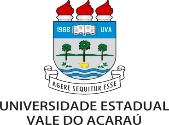 1968 UVA
AGERE SEQUITUR ESSE
UNIVERSIDADE ESTADUAL
VALE DO ACARAÚ